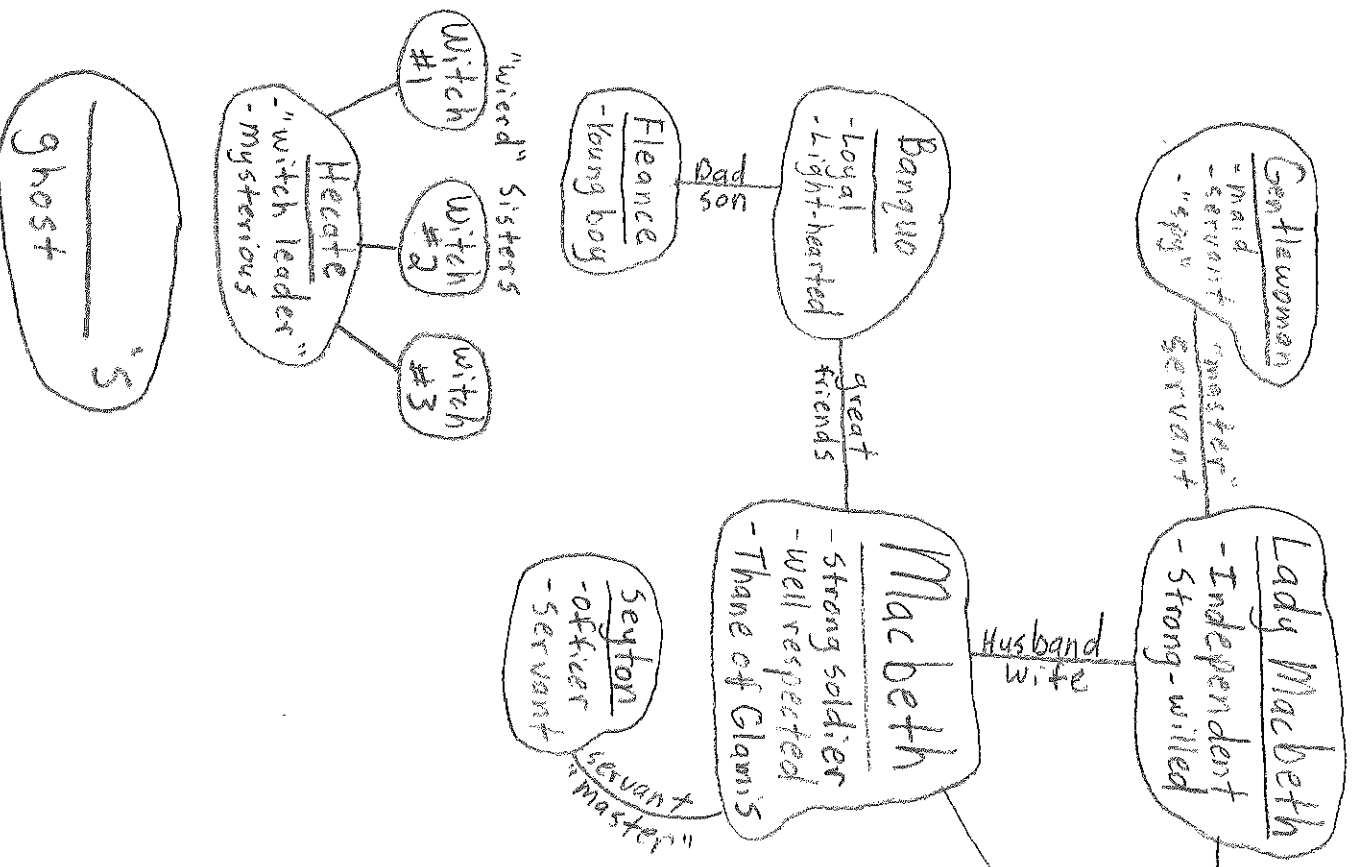 Gentlewoman
- maid
- servant
- "spy"
"master"
servant
Lady Macbeth
- Independent
- Strong-willed
Husband
wife
Banquo
- Loyal
- Light-hearted
great
friends
Macbeth
- Strong soldier
- well respected
- Thane of Glamis
Dad
son
Fleance
- Young boy
Seyton
- officer
- servant
servant
"master"
"wierd" Sisters
Witch
#1
Witch
#2
Witch
#3
Hecate
- "witch leader"
- Mysterious
________'s
ghost